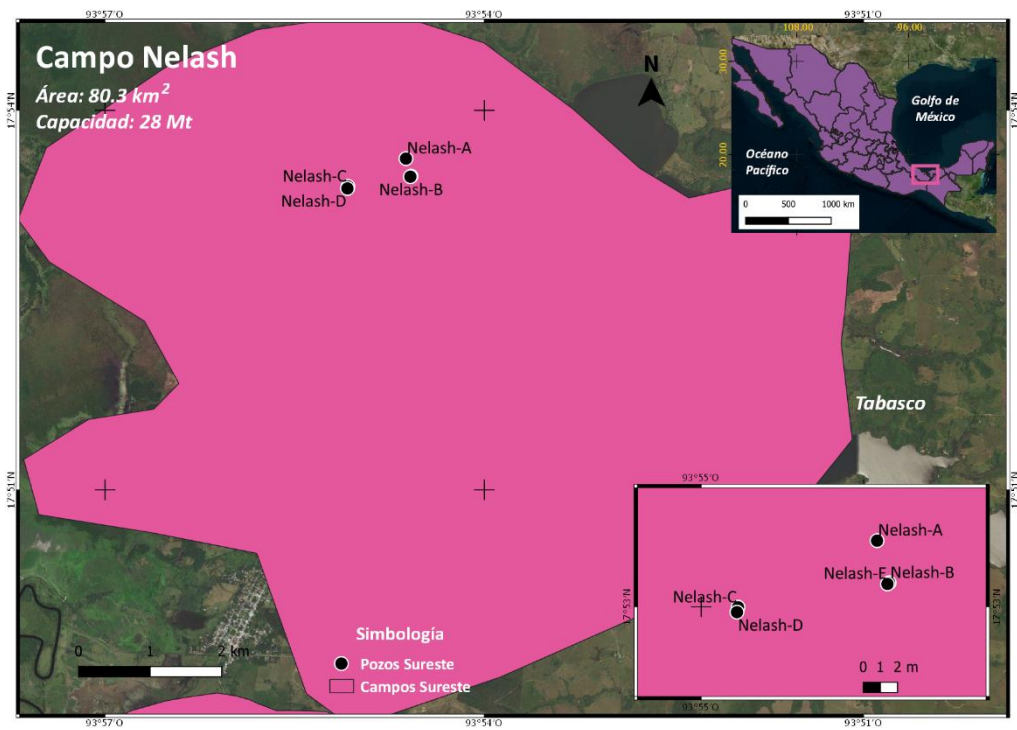 93°57'O
93°54'O
93°51'O
Campo Nelash
Área: 80.3 km²
Capacidad: 28 Mt
17°54'N
N
108.00
96.00
30.00
20.00
Golfo de
México
Océano
Pacífico
0 500 1000 km
Nelash-A
Nelash-C
Nelash-B
Nelash-D
17°54'N
Tabasco
17°51'N
17°51'N
93°55'O
Nelash-A
Nelash-E
Nelash-B
Nelash-C
Nelash-D
17°53'N
17°53'N
0 1 2 m
93°55'O
Simbología
Pozos Sureste
Campos Sureste
0 1 2 km
93°57'O
93°54'O
93°51'O